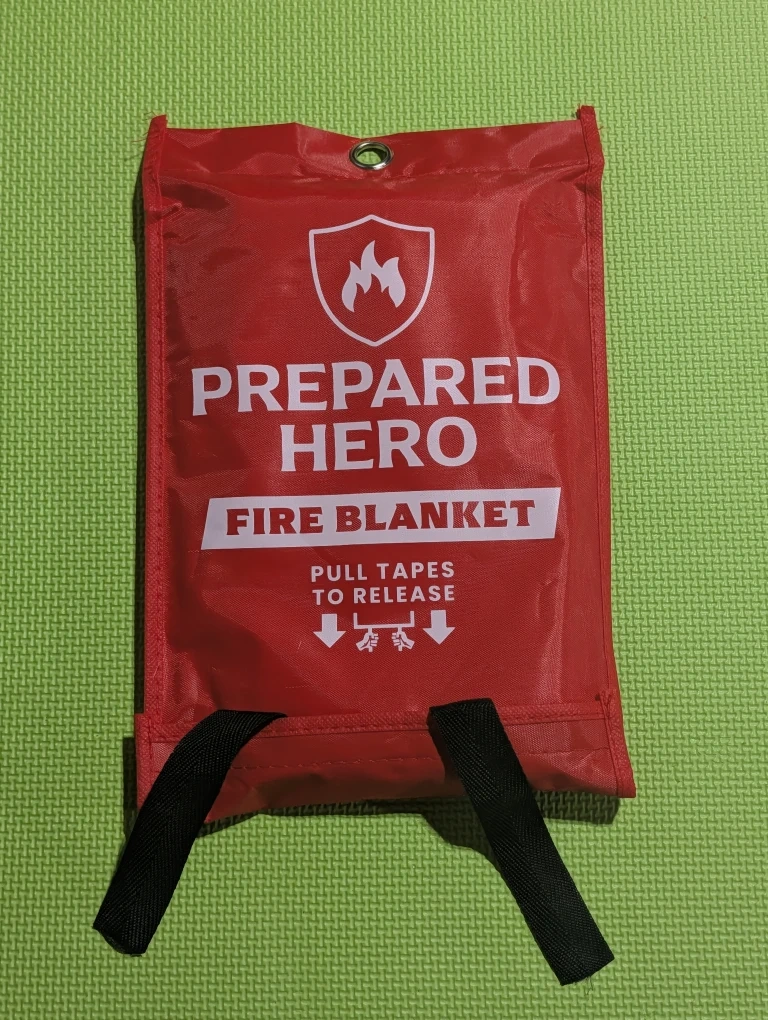 PREPARED
HERO
FIRE BLANKET
PULL TAPES
TO RELEASE